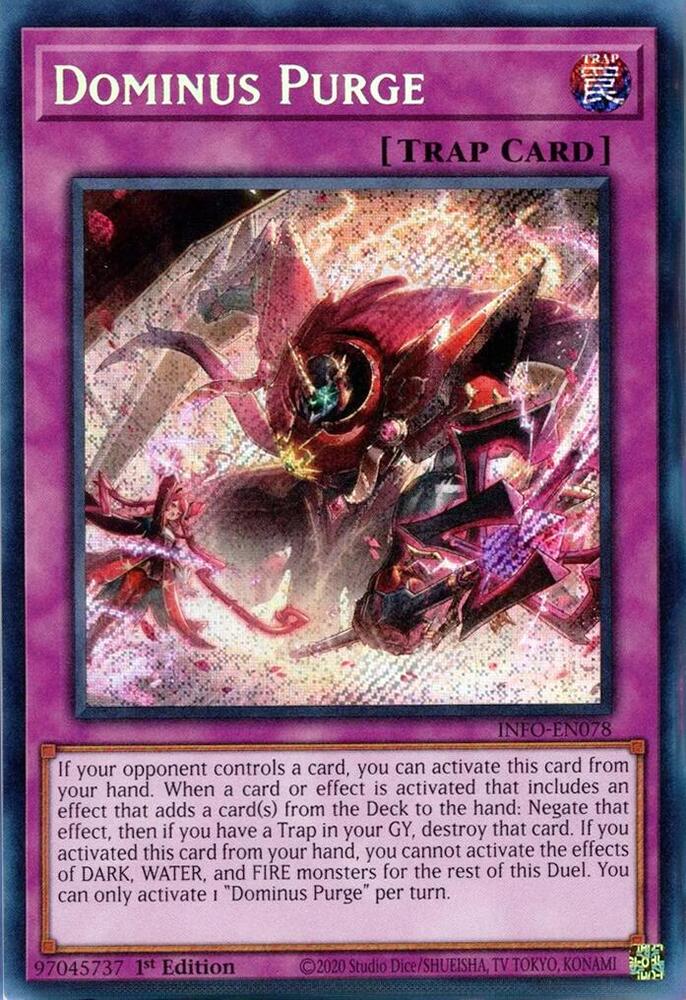 DOMINUS PURGE
TRAP
罠
[TRAP CARD]
INFO-EN078
If your opponent controls a card, you can activate this card from
your hand. When a card or effect is activated that includes an
effect that adds a card(s) from the Deck to the hand: Negate that
effect, then if you have a Trap in your GY, destroy that card. If you
activated this card from your hand, you cannot activate the effects
of DARK, WATER, and FIRE monsters for the rest of this Duel. You
can only activate 1 "Dominus Purge" per turn.
97045737 1st Edition ©2020 Studio Dice/SHUEISHA, TV TOKYO, KONAMI